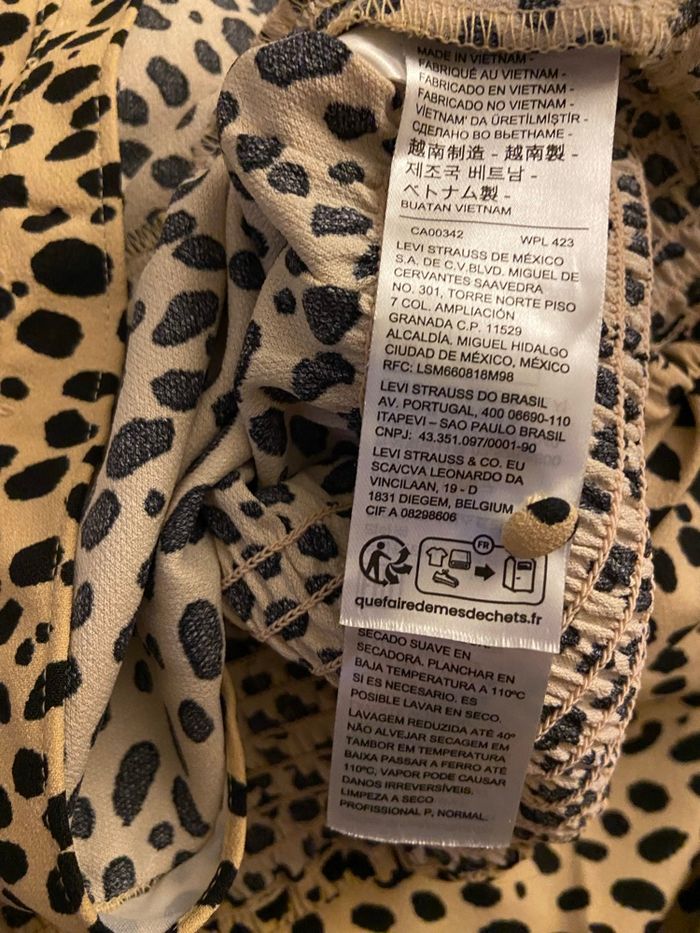 MADE IN VIETNAM -
FABRIQUÉ AU VIETNAM -
FABRICADO EN VIETNAM -
FABRICADO NO VIETNAM -
VİETNAM' DA ÜRETİLMİŞTİR -
СДЕЛАНО ВО ВЬЕТНАМЕ -
越南制造 - 越南製 -
제조국 베트남 -
ベトナム製 -
BUATAN VIETNAM
CA00342 WPL 423
LEVI STRAUSS DE MÉXICO
S.A. DE C.V.BLVD. MIGUEL DE
CERVANTES SAAVEDRA
NO. 301, TORRE NORTE PISO
7 COL. AMPLIACIÓN
GRANADA C.P. 11529
ALCALDÍA. MIGUEL HIDALGO
CIUDAD DE MÉXICO, MÉXICO
RFC: LSM660818M98
LEVI STRAUSS DO BRASIL
AV. PORTUGAL, 400 06690-110
ITAPEVI – SAO PAULO BRASIL
CNPJ: 43.351.097/0001-90
LEVI STRAUSS & CO. EU
SCA/CVA LEONARDO DA
VINCILAAN, 19 - D
1831 DIEGEM, BELGIUM
CIF A 08298606
FR
quefairedemesdechets.fr
SECADO SUAVE EN
SECADORA. PLANCHAR EN
BAJA TEMPERATURA A 110ºC
SI ES NECESARIO. ES
POSIBLE LAVAR EN SECO.
LAVAGEM REDUZIDA ATÉ 40°
NÃO ALVEJAR SECAGEM EM
TAMBOR EM TEMPERATURA
BAIXA PASSAR A FERRO ATÉ
110ºC, VAPOR PODE CAUSAR
DANOS IRREVERSÍVEIS.
LIMPEZA A SECO
PROFISSIONAL P, NORMAL.